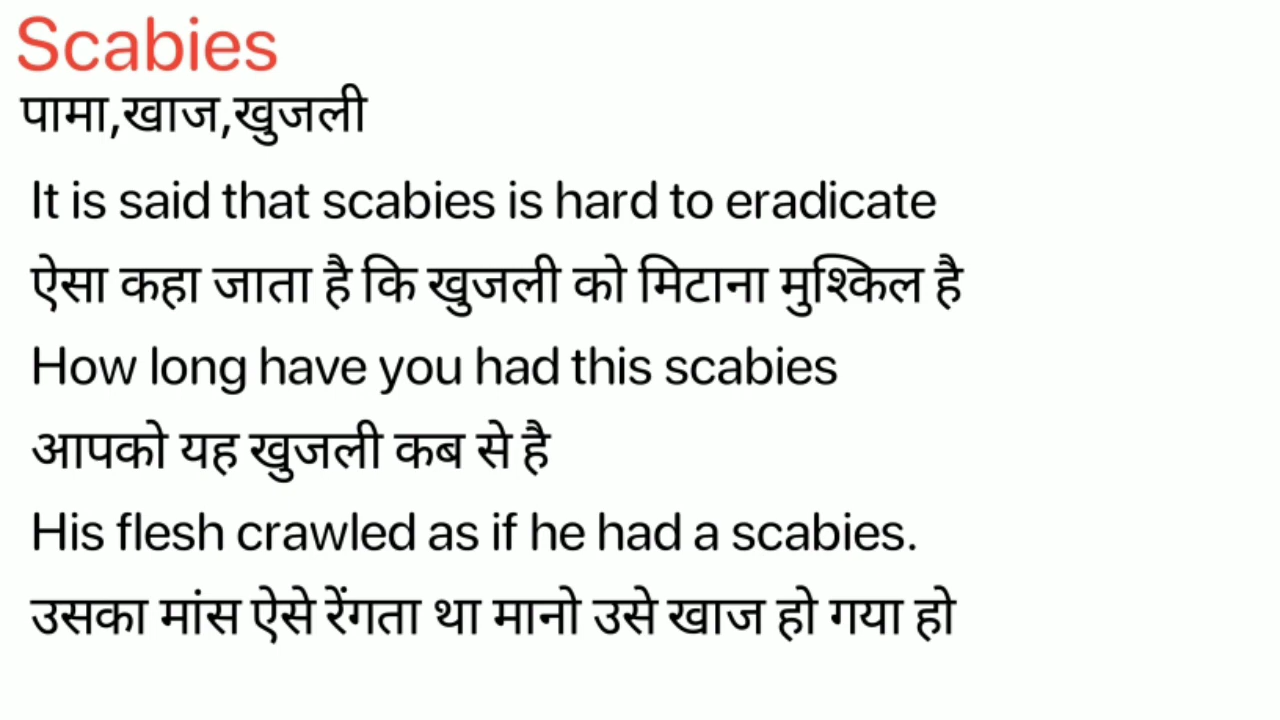 Scabies
पामा,खाज,खुजली
It is said that scabies is hard to eradicate
ऐसा कहा जाता है कि खुजली को मिटाना मुश्किल है
How long have you had this scabies
आपको यह खुजली कब से है
His flesh crawled as if he had a scabies.
उसका मांस ऐसे रेंगता था मानो उसे खाज हो गया हो